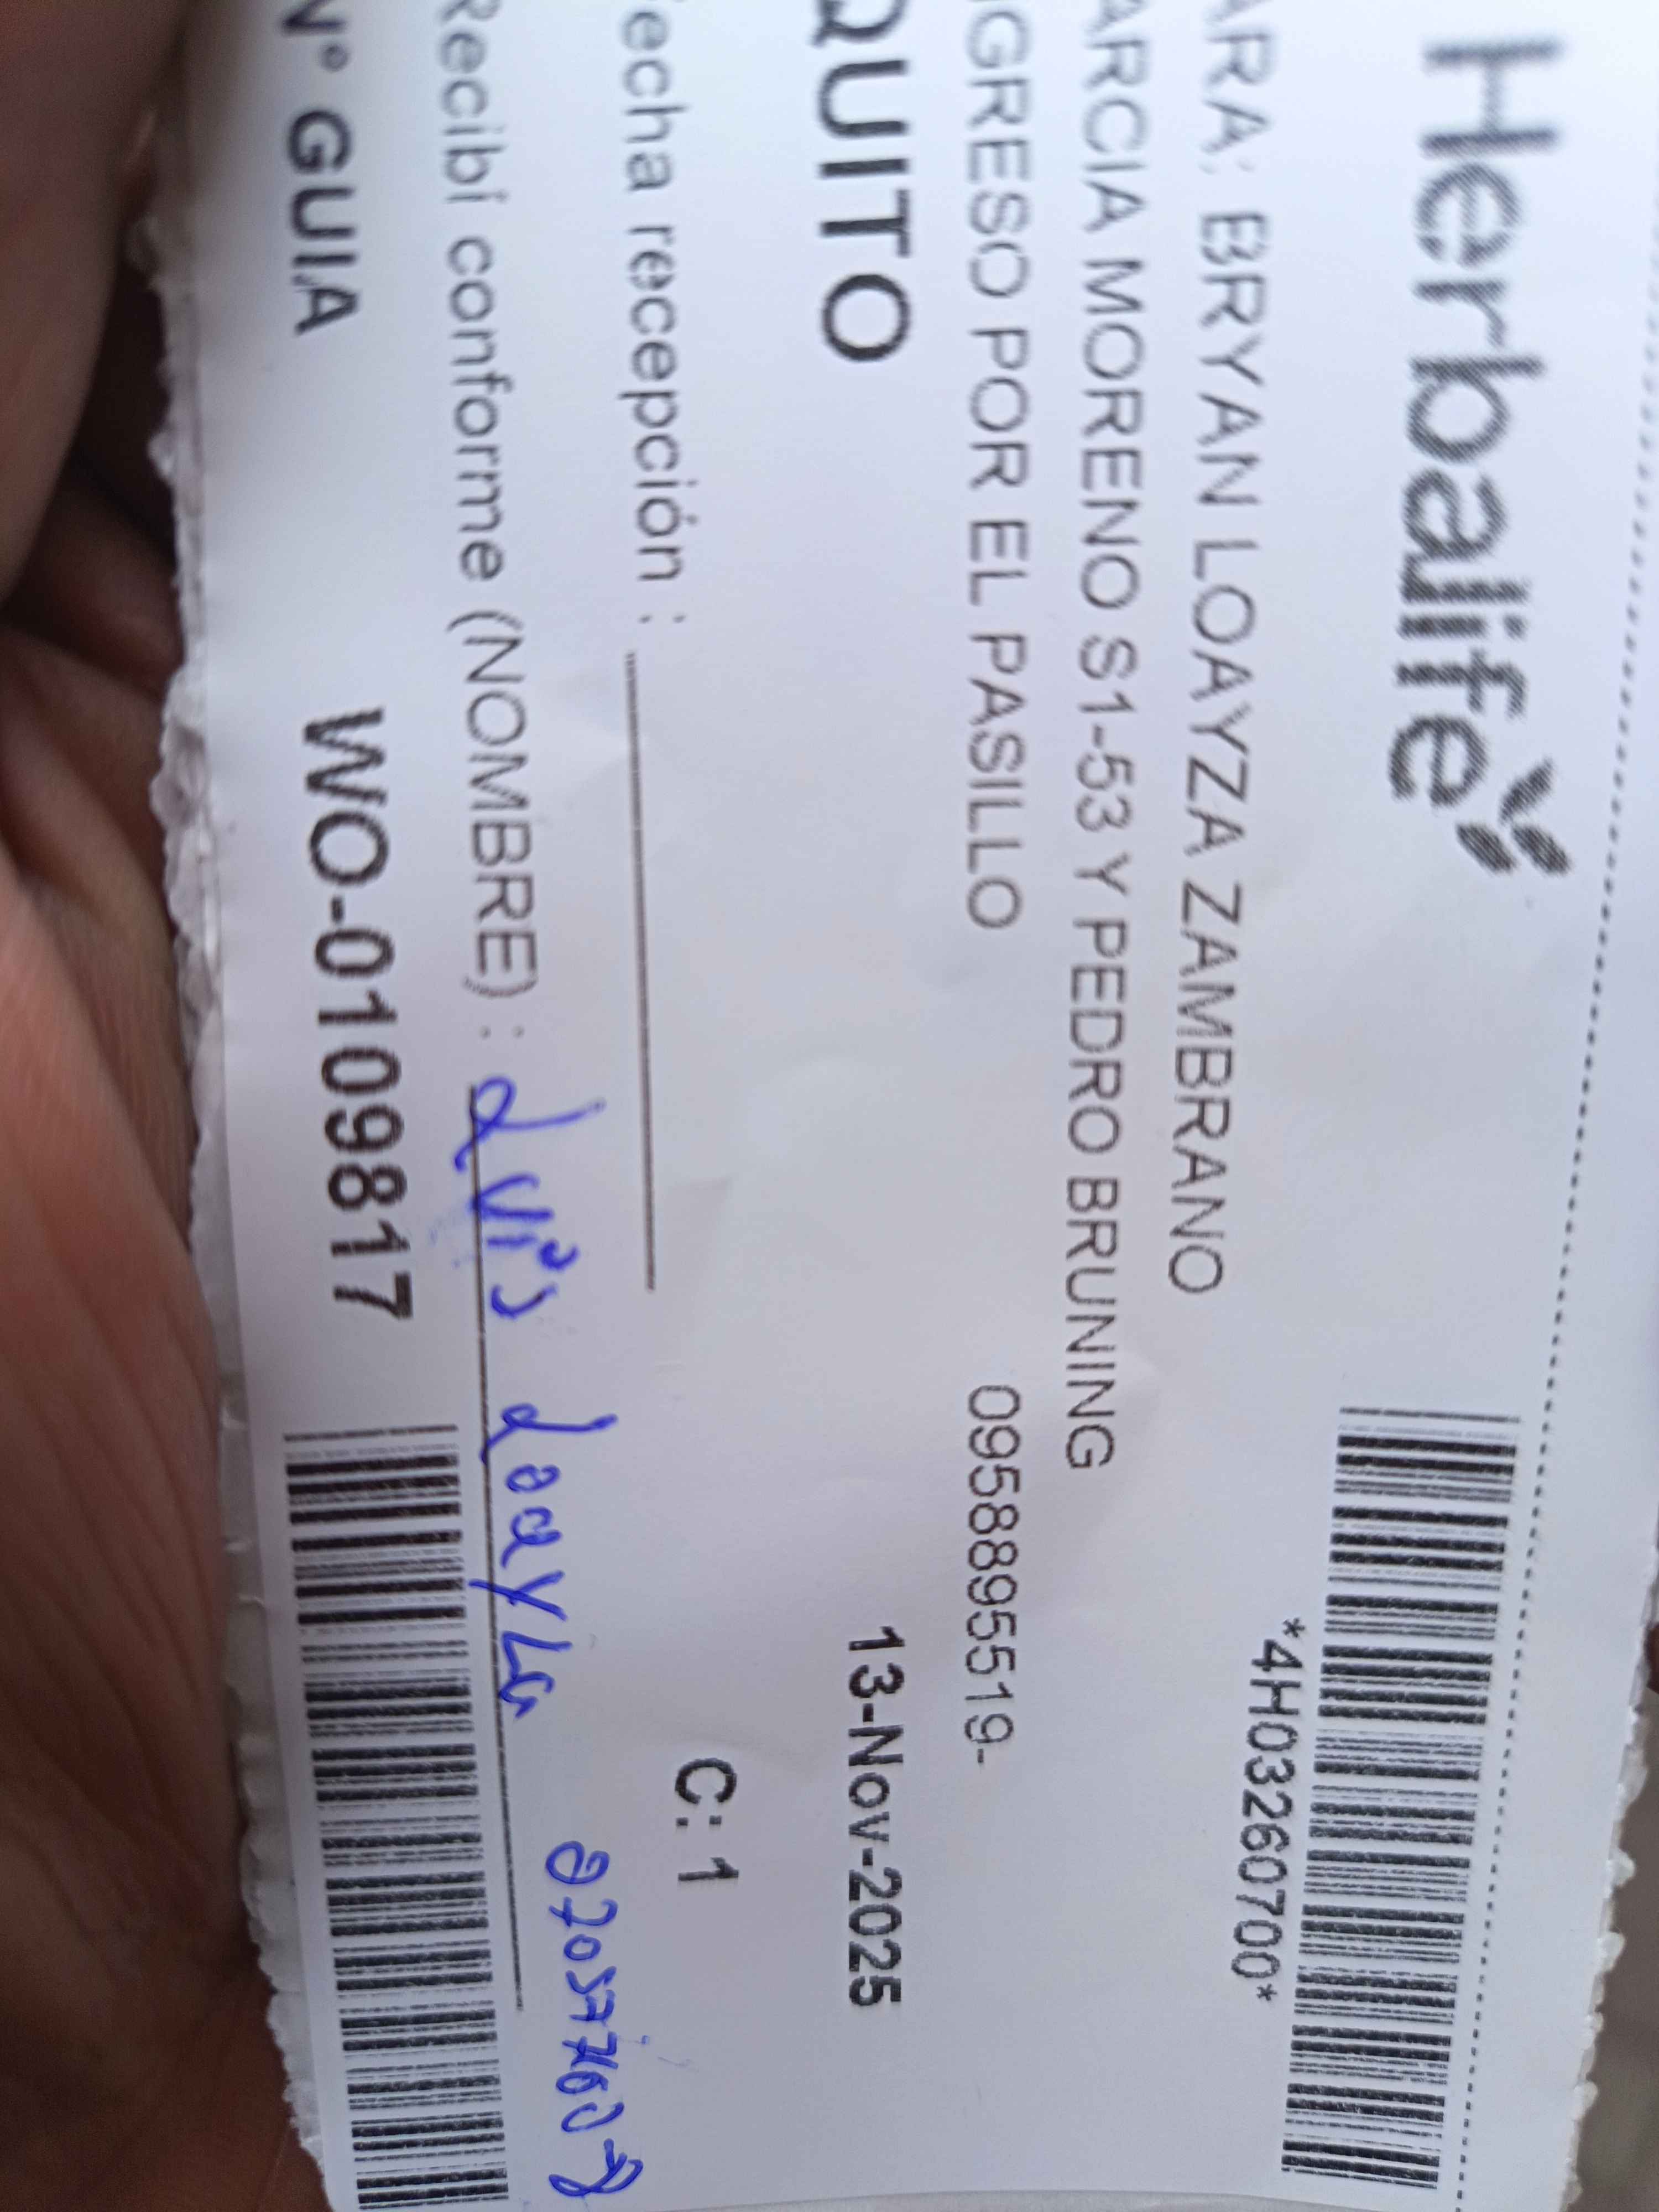 Herbalife
*4H03260700*
ARA: BRYAN LOAYZA ZAMBRANO
ARCIA MORENO S1-53 Y PEDRO BRUNING
GRESO POR EL PASILLO 0958895519-
QUITO 13-Nov-2025
echa recepción : C: 1
Recibí conforme (NOMBRE) : Luis Loayza
N° GUIA WO-0109817